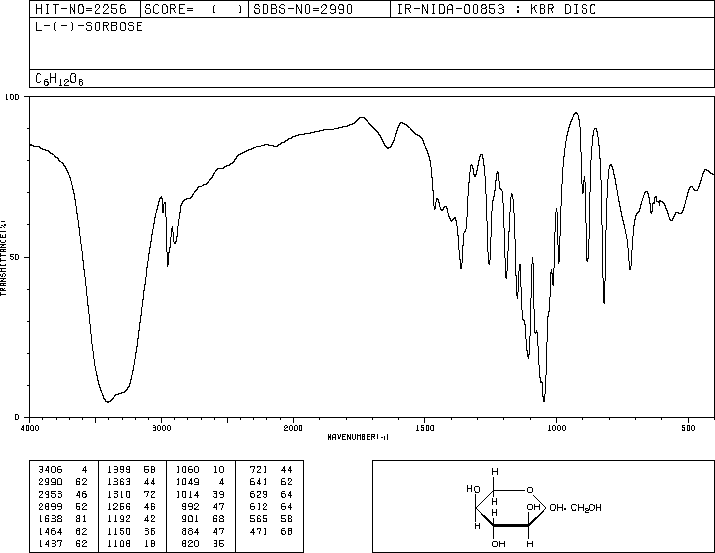 HIT-NO=2256 SCORE= ( ) SDBS-NO=2990 IR-NIDA-00853 : KBR DISC
L-(-)-SORBOSE
C6H12O6
100
50
0
TRANSMITTANCE(%)
4000 3000 2000 1500 1000 500
WAVENUMBER(-1)
3406 4 1399 58 1060 10 721 44
2990 62 1363 44 1049 4 641 62
2953 46 1310 72 1014 39 629 64
2899 52 1256 46 992 47 612 64
1638 81 1192 42 901 68 565 58
1464 62 1150 36 884 47 471 68
1437 62 1108 18 820 35
H
HO O
H OH OH CH2OH
H
H H
OH H